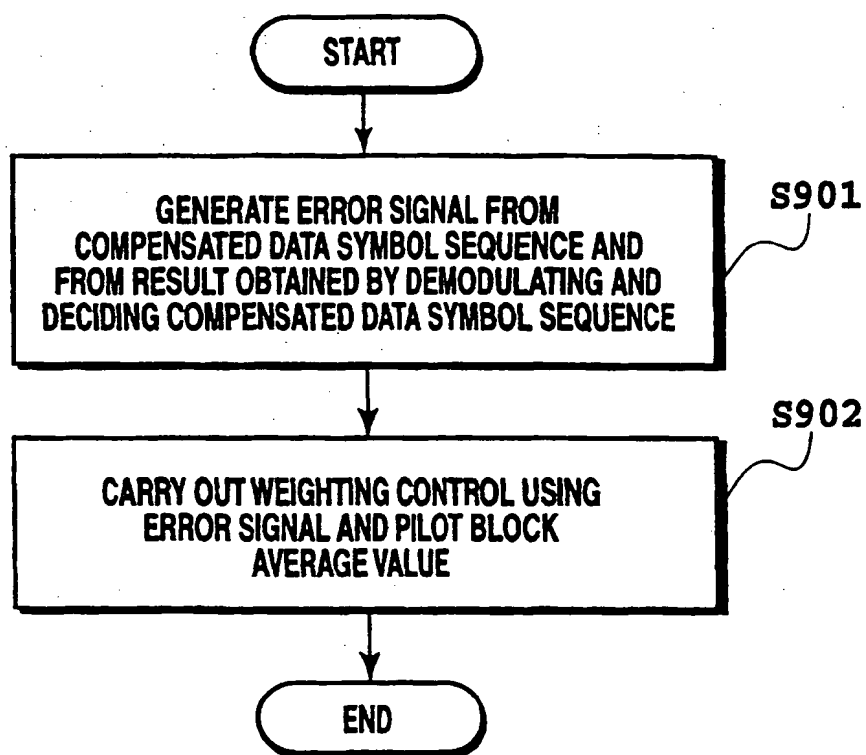 START
GENERATE ERROR SIGNAL FROM
COMPENSATED DATA SYMBOL SEQUENCE AND
FROM RESULT OBTAINED BY DEMODULATING AND
DECIDING COMPENSATED DATA SYMBOL SEQUENCE
S901
CARRY OUT WEIGHTING CONTROL USING
ERROR SIGNAL AND PILOT BLOCK
AVERAGE VALUE
S902
END